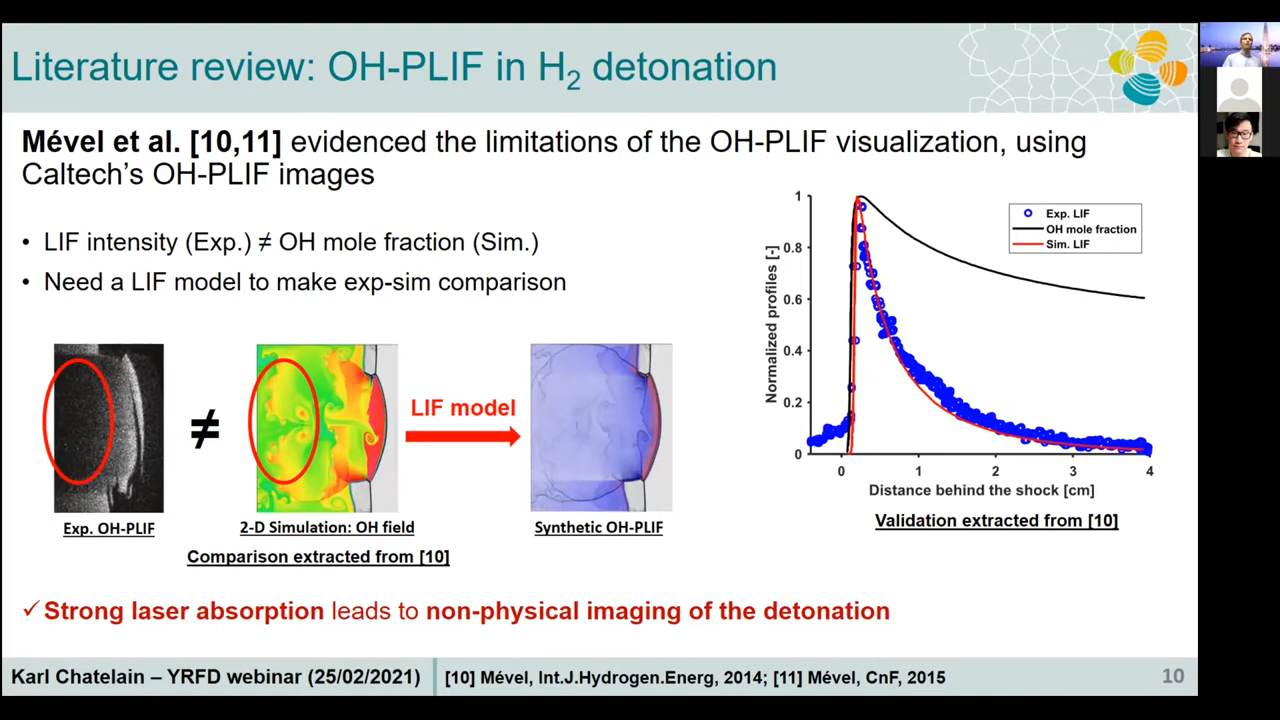 Literature review: OH-PLIF in H₂ detonation
Mével et al. [10,11] evidenced the limitations of the OH-PLIF visualization, using
Caltech's OH-PLIF images
• LIF intensity (Exp.) ≠ OH mole fraction (Sim.)
• Need a LIF model to make exp-sim comparison
≠
LIF model
Exp. OH-PLIF
2-D Simulation: OH field
Synthetic OH-PLIF
Comparison extracted from [10]
Normalized profiles [-]
1
0.8
0.6
0.4
0.2
0
0 1 2 3 4
Distance behind the shock [cm]
Exp. LIF
OH mole fraction
Sim. LIF
Validation extracted from [10]
✓ Strong laser absorption leads to non-physical imaging of the detonation
Karl Chatelain – YRFD webinar (25/02/2021)
[10] Mével, Int.J.Hydrogen.Energ, 2014; [11] Mével, CnF, 2015
10